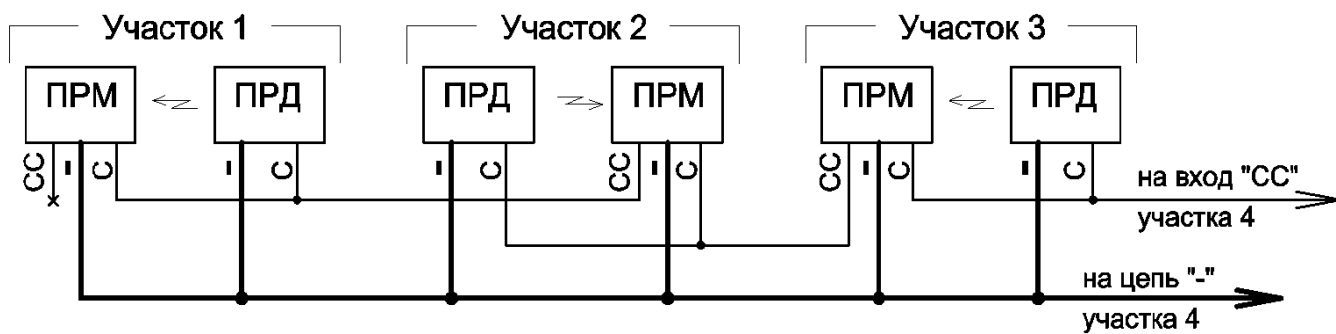 Участок 1 Участок 2 Участок 3
ПРМ ПРД ПРД ПРМ ПРМ ПРД
СС - С - С - С СС - С СС - С - С
на вход "СС"
участка 4
на цепь "-"
участка 4